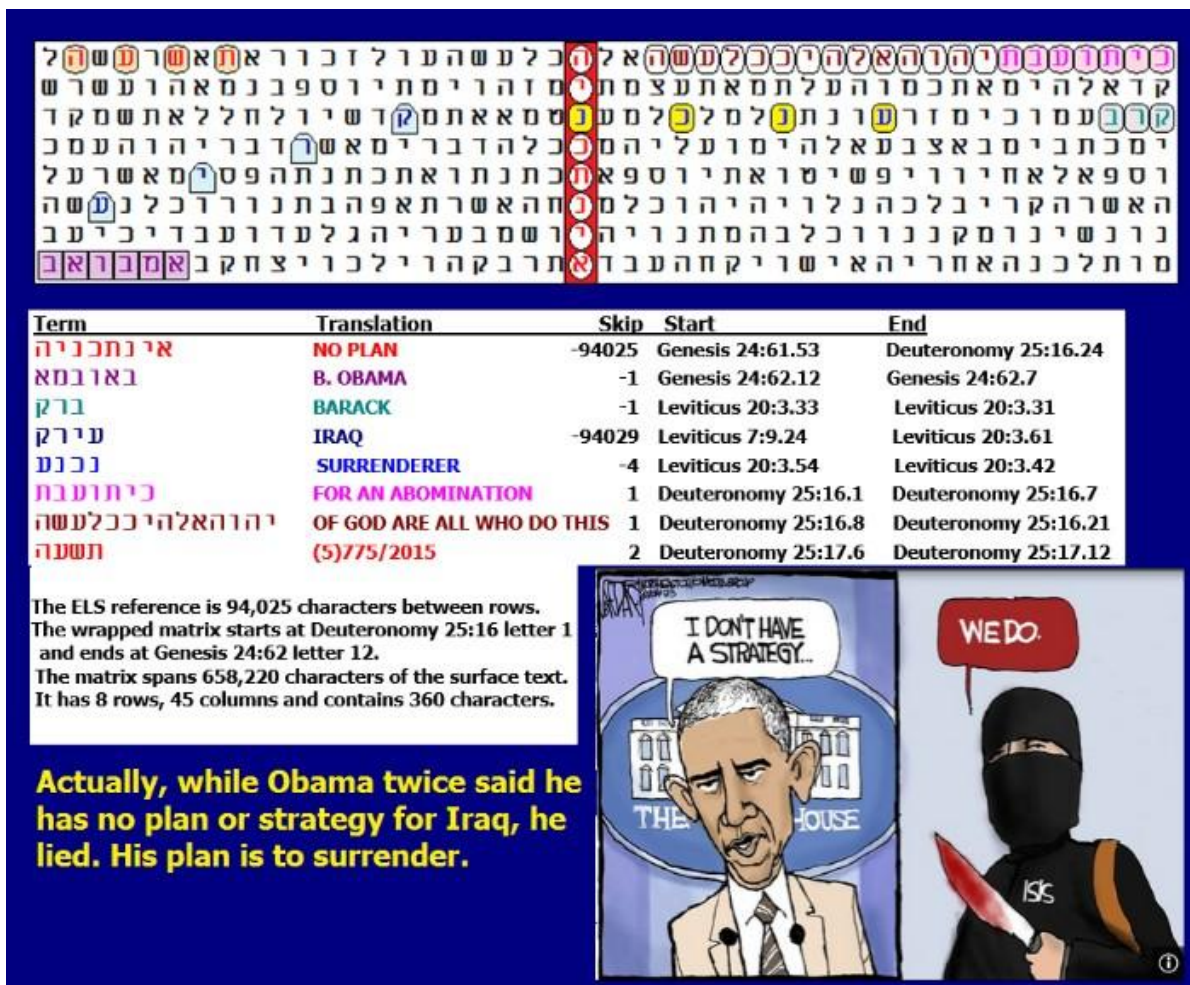 כיתועבתיהוהאלהיככלעשהאלהכלעשהעולזכוראתאשרעשהל
קדאלהימאתכמוהעלתמאתעצמתימזהוימתיוספבנמאהועשרש
קרבעמוכימזרעונתנלמלכלמענטמאאתמקדשיולחללאתשמקד
ימכתבימבאצבעאלהימועליהמככלהדברימאשרדבריהוהעמכ
וספאלאחיוויפשיטואתיוספאתכתנתואתכתנתהפסימאשרעל
האשרהקריבלכהנלויהיהוכלמנחהאשרתאפהבתנורוכלנעשה
נונשינומקננווכלבהמתנויהיושמבעריהגלעדועבדיכיעב
מותלכנהאחריהאישויקחהעבדאתרבקהוילכויצחקבאמבואב
Term Translation Skip Start End
אינתכניה NO PLAN -94025 Genesis 24:61.53 Deuteronomy 25:16.24
באובמא B. OBAMA -1 Genesis 24:62.12 Genesis 24:62.7
ברק BARACK -1 Leviticus 20:3.33 Leviticus 20:3.31
עירק IRAQ -94029 Leviticus 7:9.24 Leviticus 20:3.61
נכנע SURRENDERER -4 Leviticus 20:3.54 Leviticus 20:3.42
כיתועבת FOR AN ABOMINATION 1 Deuteronomy 25:16.1 Deuteronomy 25:16.7
יהוהאלהיככלעשה OF GOD ARE ALL WHO DO THIS 1 Deuteronomy 25:16.8 Deuteronomy 25:16.21
תשעה (5)775/2015 2 Deuteronomy 25:17.6 Deuteronomy 25:17.12
The ELS reference is 94,025 characters between rows.
The wrapped matrix starts at Deuteronomy 25:16 letter 1
and ends at Genesis 24:62 letter 12.
The matrix spans 658,220 characters of the surface text.
It has 8 rows, 45 columns and contains 360 characters.
Actually, while Obama twice said he
has no plan or strategy for Iraq, he
lied. His plan is to surrender.
I DON'T HAVE
A STRATEGY...
WE DO.
THE HOUSE
ISIS